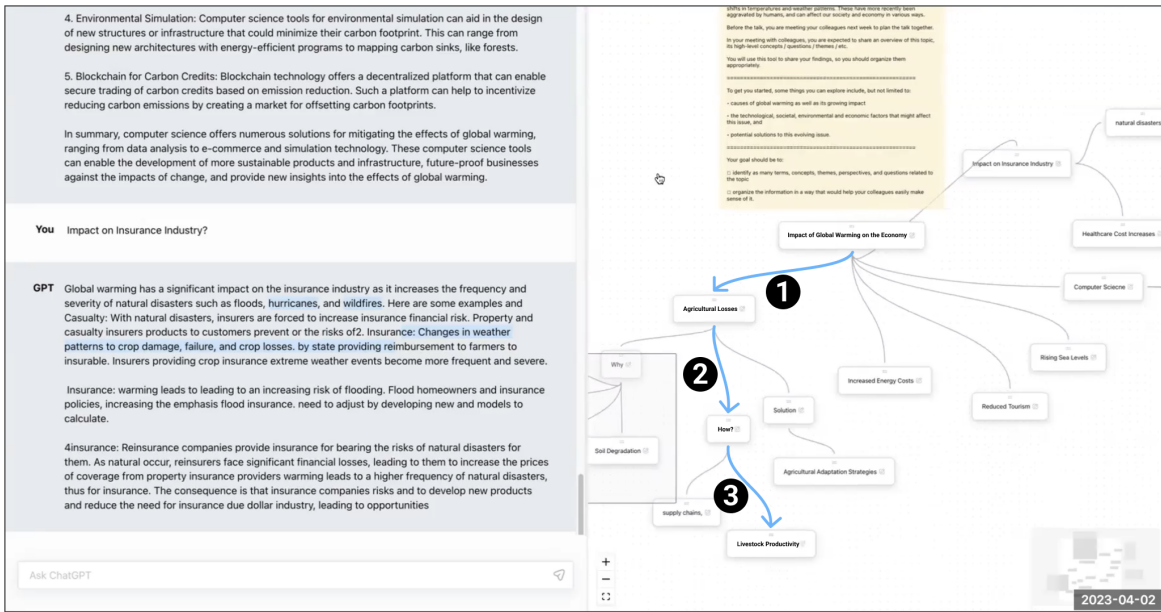 4. Environmental Simulation: Computer science tools for environmental simulation can aid in the design
of new structures or infrastructure that could minimize their carbon footprint. This can range from
designing new architectures with energy-efficient programs to mapping carbon sinks, like forests.
5. Blockchain for Carbon Credits: Blockchain technology offers a decentralized platform that can enable
secure trading of carbon credits based on emission reduction. Such a platform can help to incentivize
reducing carbon emissions by creating a market for offsetting carbon footprints.
In summary, computer science offers numerous solutions for mitigating the effects of global warming,
ranging from data analysis to e-commerce and simulation technology. These computer science tools
can enable the development of more sustainable products and infrastructure, future-proof businesses
against the impacts of change, and provide new insights into the effects of global warming.
You Impact on Insurance Industry?
GPT Global warming has a significant impact on the insurance industry as it increases the frequency and
severity of natural disasters such as floods, hurricanes, and wildfires. Here are some examples and
Casualty: With natural disasters, insurers are forced to increase insurance financial risk. Property and
casualty insurers products to customers prevent or the risks of2. Insurance: Changes in weather
patterns to crop damage, failure, and crop losses. by state providing reimbursement to farmers to
insurable. Insurers providing crop insurance extreme weather events become more frequent and severe.
Insurance: warming leads to leading to an increasing risk of flooding. Flood homeowners and insurance
policies, increasing the emphasis flood insurance. need to adjust by developing new and models to
calculate.
4insurance: Reinsurance companies provide insurance for bearing the risks of natural disasters for
them. As natural occur, reinsurers face significant financial losses, leading to them to increase the prices
of coverage from property insurance providers warming leads to a higher frequency of natural disasters,
thus for insurance. The consequence is that insurance companies risks and to develop new products
and reduce the need for insurance due dollar industry, leading to opportunities
Ask ChatGPT
shifts in temperatures and weather patterns. These have more recently been
aggravated by humans, and can affect our society and economy in various ways.
Before the talk, you are meeting your colleagues next week to plan the talk together.
In your meeting with colleagues, you are expected to share an overview of this topic,
its high-level concepts / questions / themes / etc.
You will use this tool to share your findings, so you should organize them
appropriately.
To get you started, some things you can explore include, but not limited to:
- causes of global warming as well as its growing impact
- the technological, societal, environmental and economic factors that might affect
this issue, and
- potential solutions to this evolving issue.
Your goal should be to:
□ identify as many terms, concepts, themes, perspectives, and questions related to
the topic
□ organize the information in a way that would help your colleagues easily make
sense of it.
natural disasters
Impact on Insurance Industry
Impact of Global Warming on the Economy
Healthcare Cost Increases
1
Computer Sciecne
Agricultural Losses
Rising Sea Levels
Why
2
Increased Energy Costs
Reduced Tourism
Solution
How?
Soil Degradation
Agricultural Adaptation Strategies
3
supply chains,
Livestock Productivity
2023-04-02